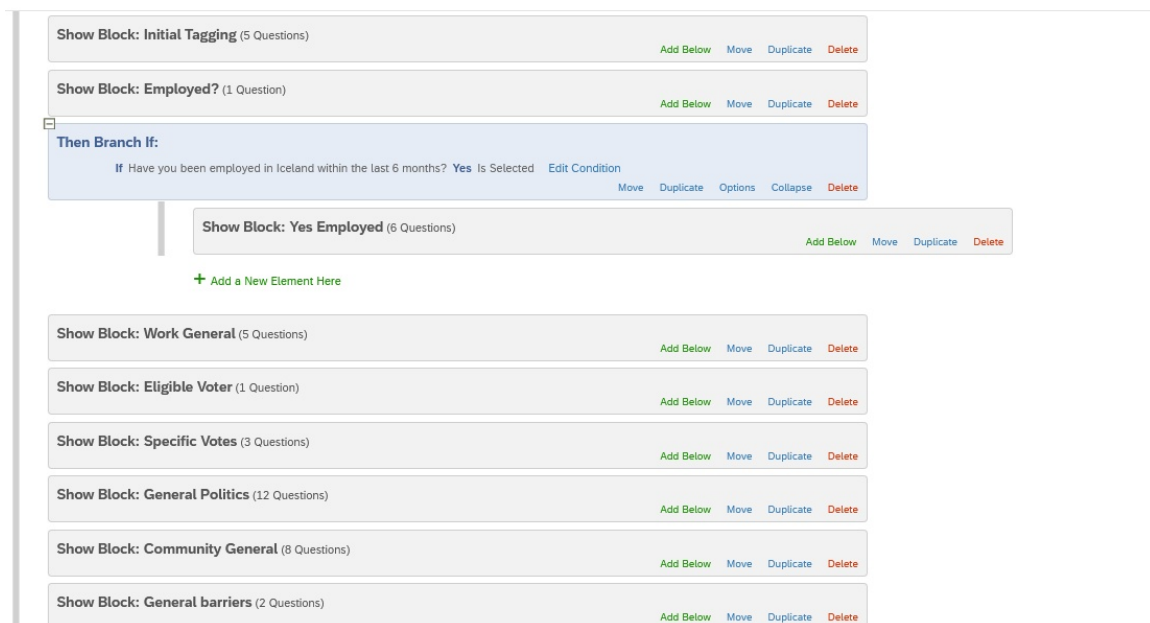 Show Block: Initial Tagging (5 Questions)
Add Below Move Duplicate Delete
Show Block: Employed? (1 Question)
Add Below Move Duplicate Delete
Then Branch If:
If Have you been employed in Iceland within the last 6 months? Yes Is Selected Edit Condition
Move Duplicate Options Collapse Delete
Show Block: Yes Employed (6 Questions)
Add Below Move Duplicate Delete
+ Add a New Element Here
Show Block: Work General (5 Questions)
Add Below Move Duplicate Delete
Show Block: Eligible Voter (1 Question)
Add Below Move Duplicate Delete
Show Block: Specific Votes (3 Questions)
Add Below Move Duplicate Delete
Show Block: General Politics (12 Questions)
Add Below Move Duplicate Delete
Show Block: Community General (8 Questions)
Add Below Move Duplicate Delete
Show Block: General barriers (2 Questions)
Add Below Move Duplicate Delete